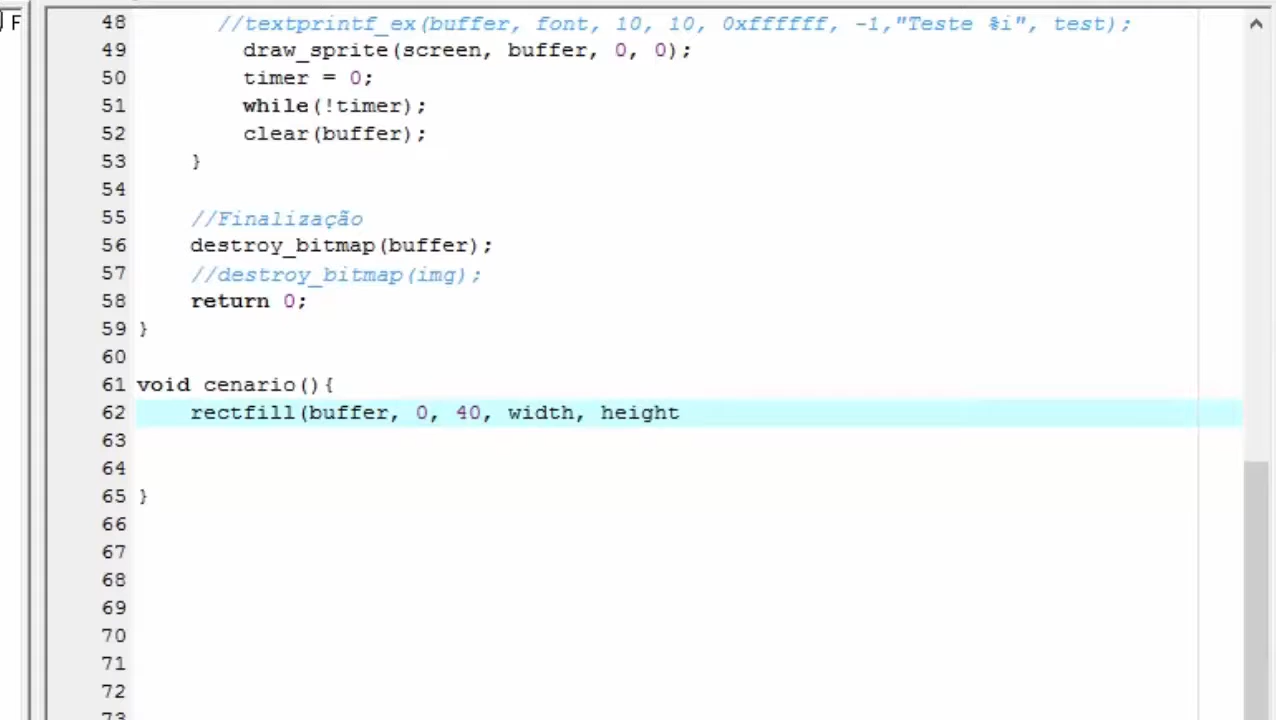 F
48 //textprintf_ex(buffer, font, 10, 10, 0xffffff, -1,"Teste %i", test);
49 draw_sprite(screen, buffer, 0, 0);
50 timer = 0;
51 while(!timer);
52 clear(buffer);
53 }
54
55 //Finalização
56 destroy_bitmap(buffer);
57 //destroy_bitmap(img);
58 return 0;
59 }
60
61 void cenario(){
62 rectfill(buffer, 0, 40, width, height
63
64
65 }
66
67
68
69
70
71
72
73